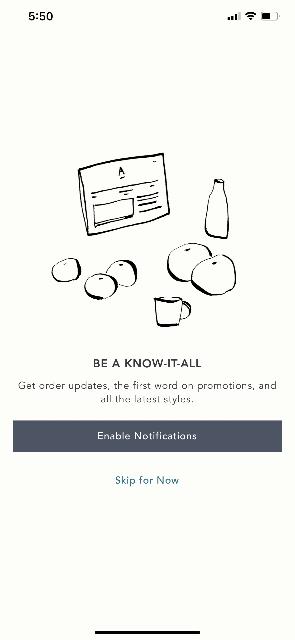 5:50
A
BE A KNOW-IT-ALL
Get order updates, the first word on promotions, and
all the latest styles.
Enable Notifications
Skip for Now